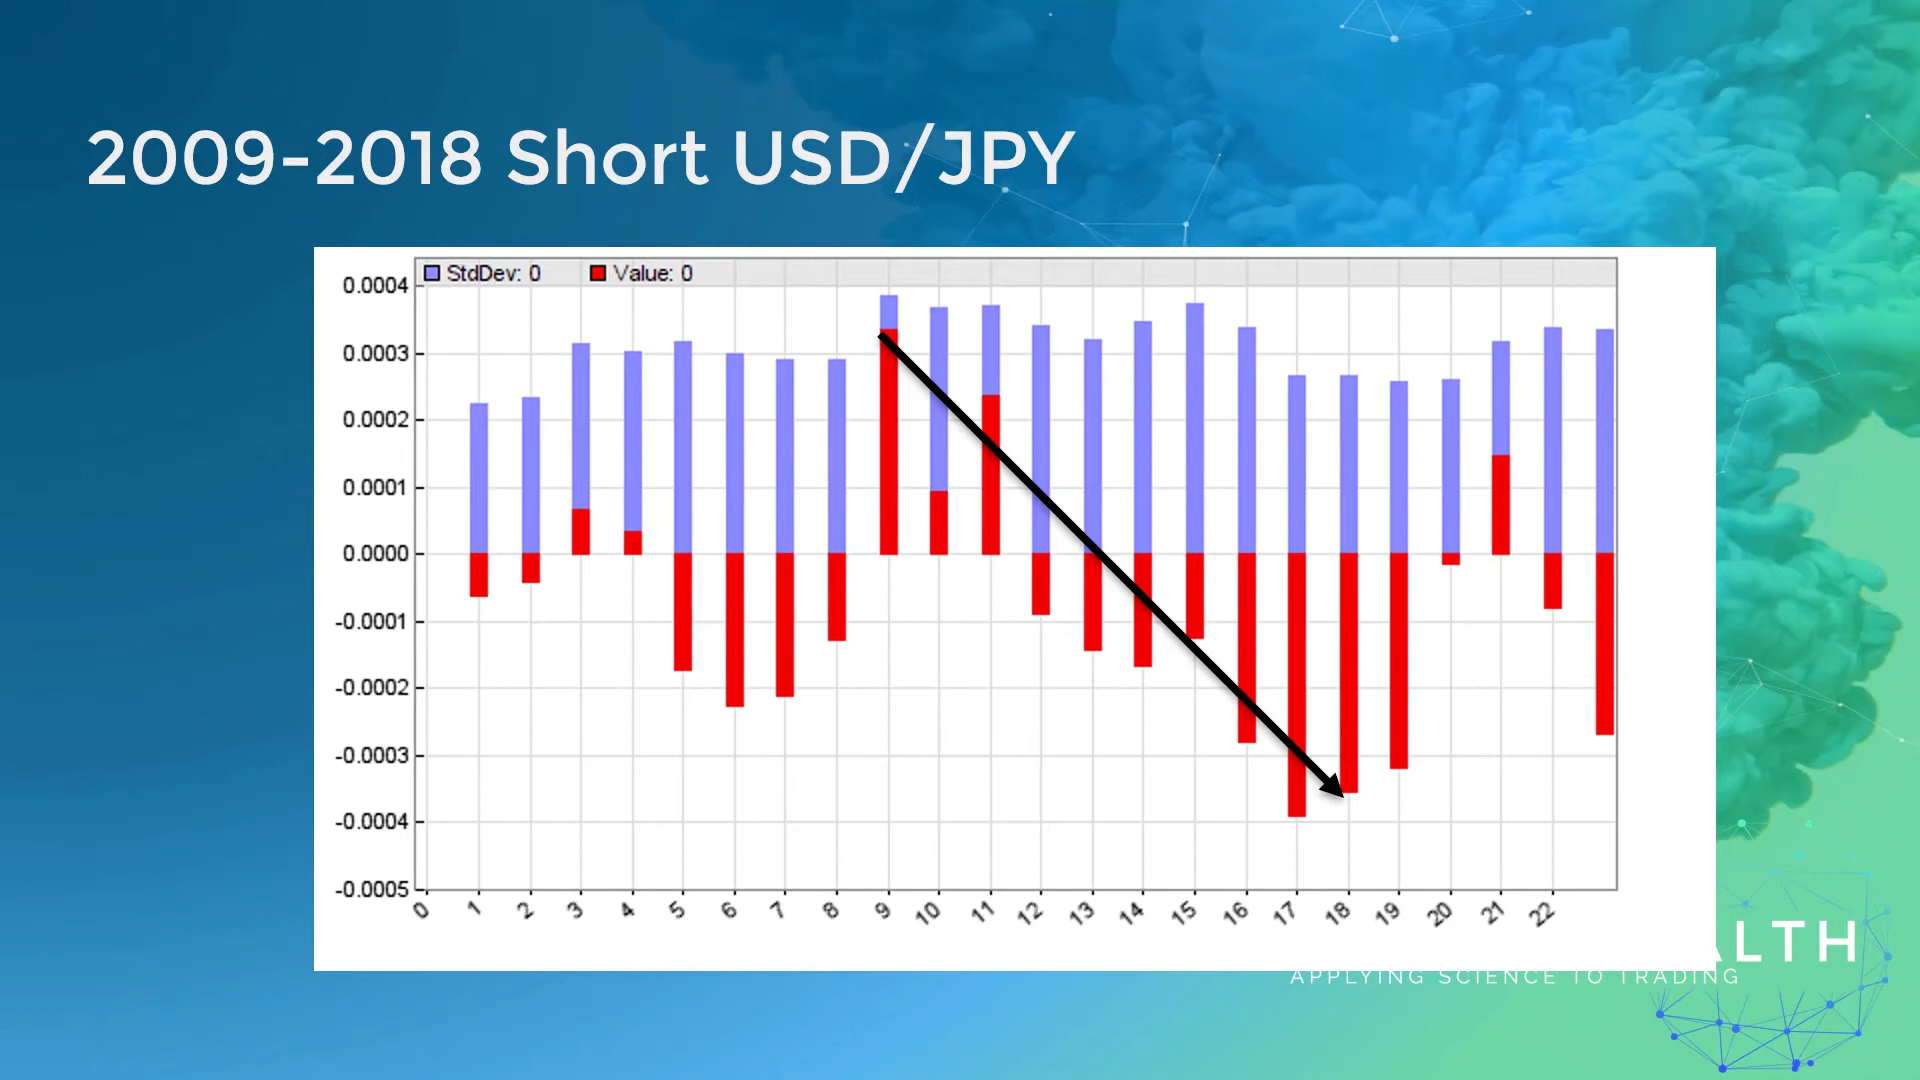 2009-2018 Short USD/JPY
StdDev: 0 Value: 0
0.0004
0.0003
0.0002
0.0001
0.0000
-0.0001
-0.0002
-0.0003
-0.0004
-0.0005
0 1 2 3 4 5 6 7 8 9 10 11 12 13 14 15 16 17 18 19 20 21 22
LTH
APPLYING SCIENCE TO TRADING